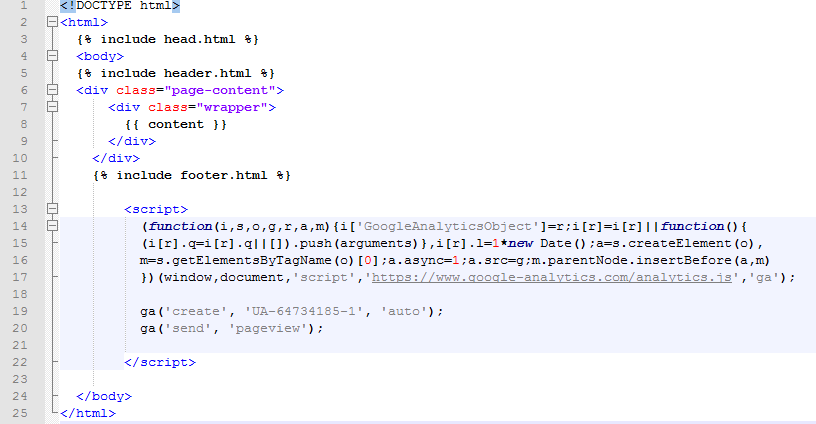 1 <!DOCTYPE html>
2 <html>
3 {% include head.html %}
4 <body>
5 {% include header.html %}
6 <div class="page-content">
7 <div class="wrapper">
8 {{ content }}
9 </div>
10 </div>
11 {% include footer.html %}
12
13 <script>
14 (function(i,s,o,g,r,a,m){i['GoogleAnalyticsObject']=r;i[r]=i[r]||function(){
15 (i[r].q=i[r].q||[]).push(arguments)},i[r].l=1*new Date();a=s.createElement(o),
16 m=s.getElementsByTagName(o)[0];a.async=1;a.src=g;m.parentNode.insertBefore(a,m)
17 })(window,document,'script','https://www.google-analytics.com/analytics.js','ga');
18
19 ga('create', 'UA-64734185-1', 'auto');
20 ga('send', 'pageview');
21
22 </script>
23
24 </body>
25 </html>